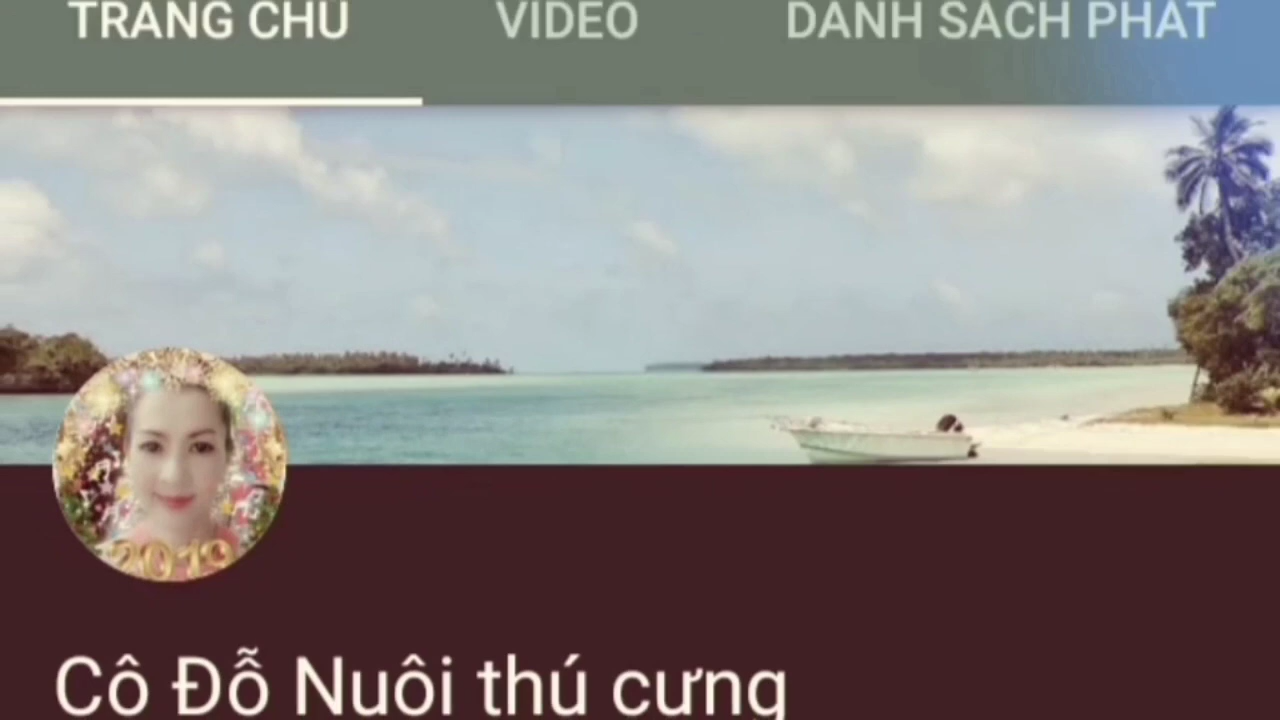 TRANG CHỦ VIDEO DANH SÁCH PHÁT
2019
Cô Đỗ Nuôi thú cưng